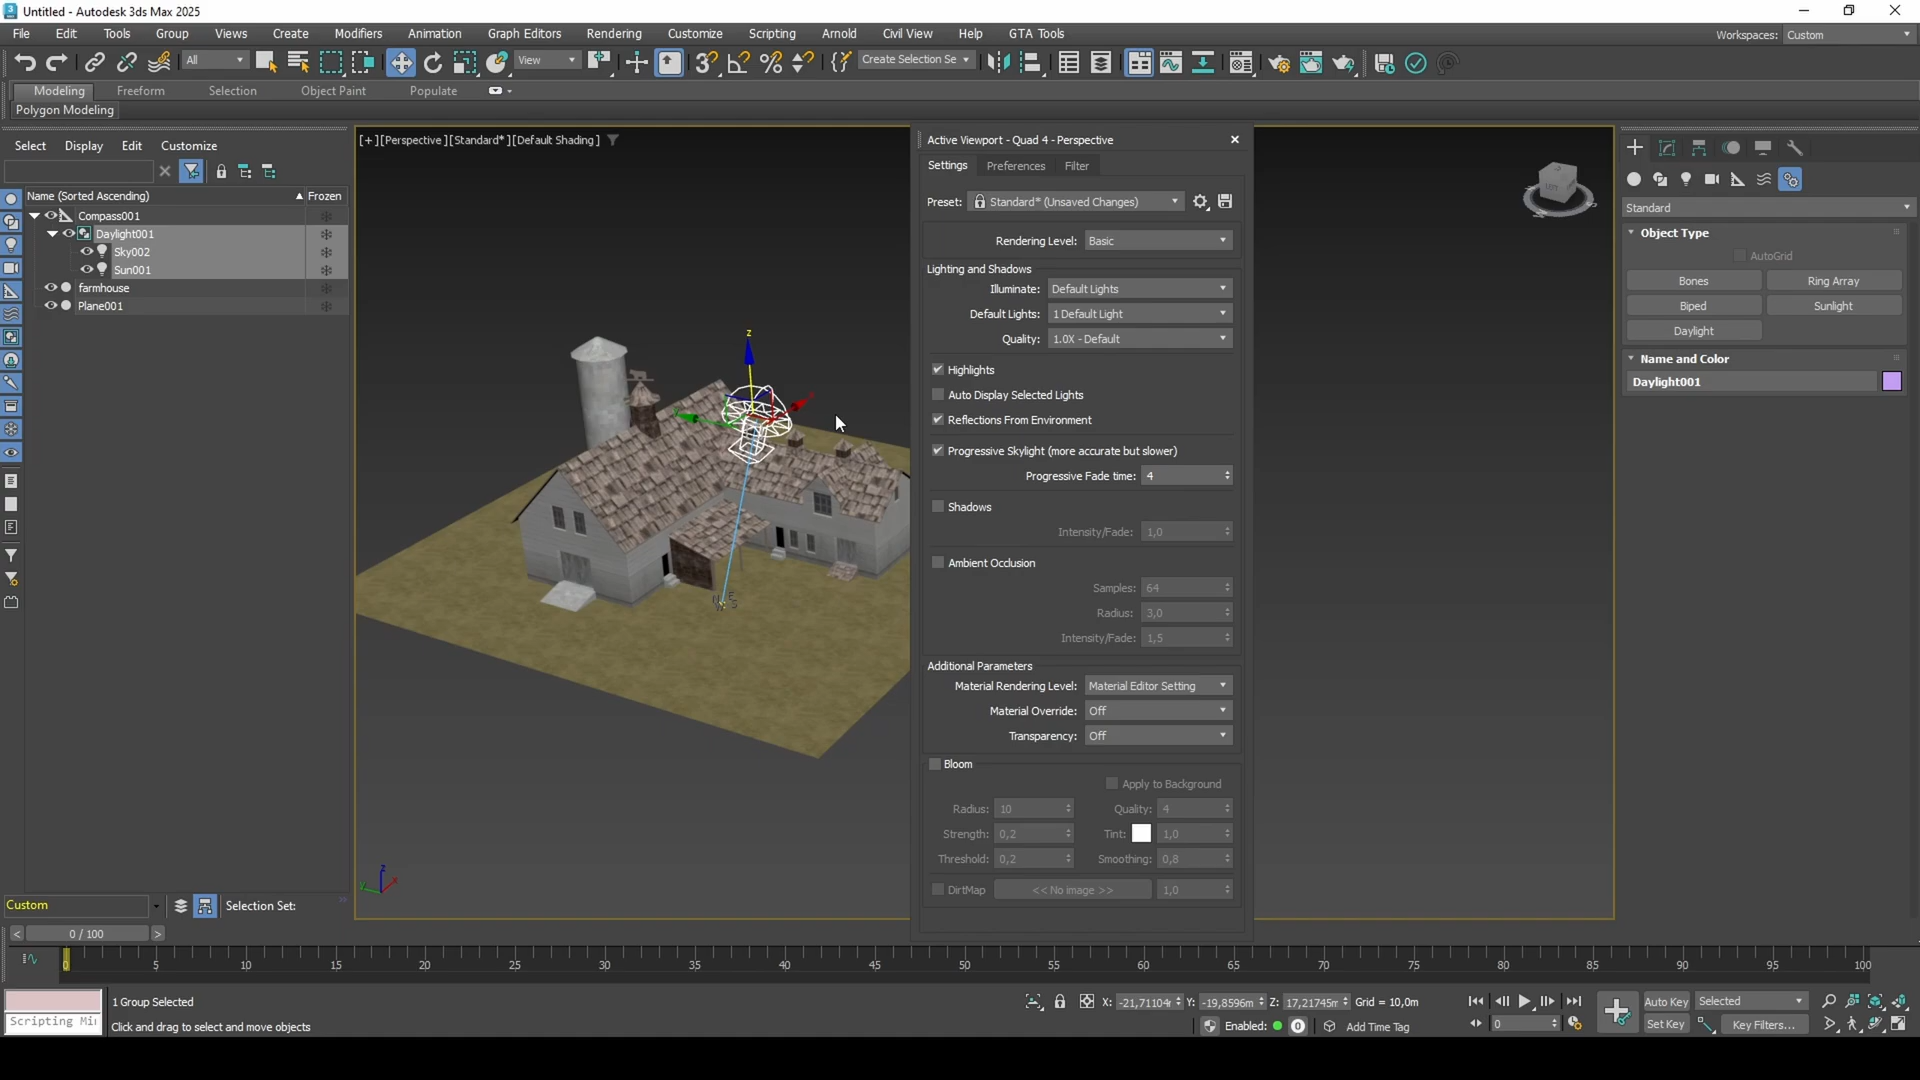 Untitled - Autodesk 3ds Max 2025
File Edit Tools Group Views Create Modifiers Animation Graph Editors Rendering Customize Scripting Arnold Civil View Help GTA Tools
Workspaces: Custom
All View Create Selection Se
Modeling Freeform Selection Object Paint Populate
Polygon Modeling
Select Display Edit Customize
Name (Sorted Ascending) Frozen
Compass001
Daylight001
Sky002
Sun001
farmhouse
Plane001
[+][Perspective][Standard*][Default Shading]
Active Viewport - Quad 4 - Perspective
Settings Preferences Filter
Preset: Standard* (Unsaved Changes)
Rendering Level: Basic
Lighting and Shadows
Illuminate: Default Lights
Default Lights: 1 Default Light
Quality: 1.0X - Default
Highlights
Auto Display Selected Lights
Reflections From Environment
Progressive Skylight (more accurate but slower)
Progressive Fade time: 4
Shadows
Intensity/Fade: 1,0
Ambient Occlusion
Samples: 64
Radius: 3,0
Intensity/Fade: 1,5
Additional Parameters
Material Rendering Level: Material Editor Setting
Material Override: Off
Transparency: Off
Bloom
Apply to Background
Radius: 10 Quality: 4
Strength: 0,2 Tint: 1,0
Threshold: 0,2 Smoothing: 0,8
DirtMap << No image >> 1,0
Standard
Object Type
AutoGrid
Bones Ring Array
Biped Sunlight
Daylight
Name and Color
Daylight001
Custom Selection Set:
< 0 / 100 >
0 5 10 15 20 25 30 35 40 45 50 55 60 65 70 75 80 85 90 95 100
1 Group Selected
X: -21,7110 Y: -19,8596m Z: 17,21745m Grid = 10,0m
Auto Key Selected
Scripting Mi
Click and drag to select and move objects
Enabled: 0 Add Time Tag
0
Set Key Key Filters...